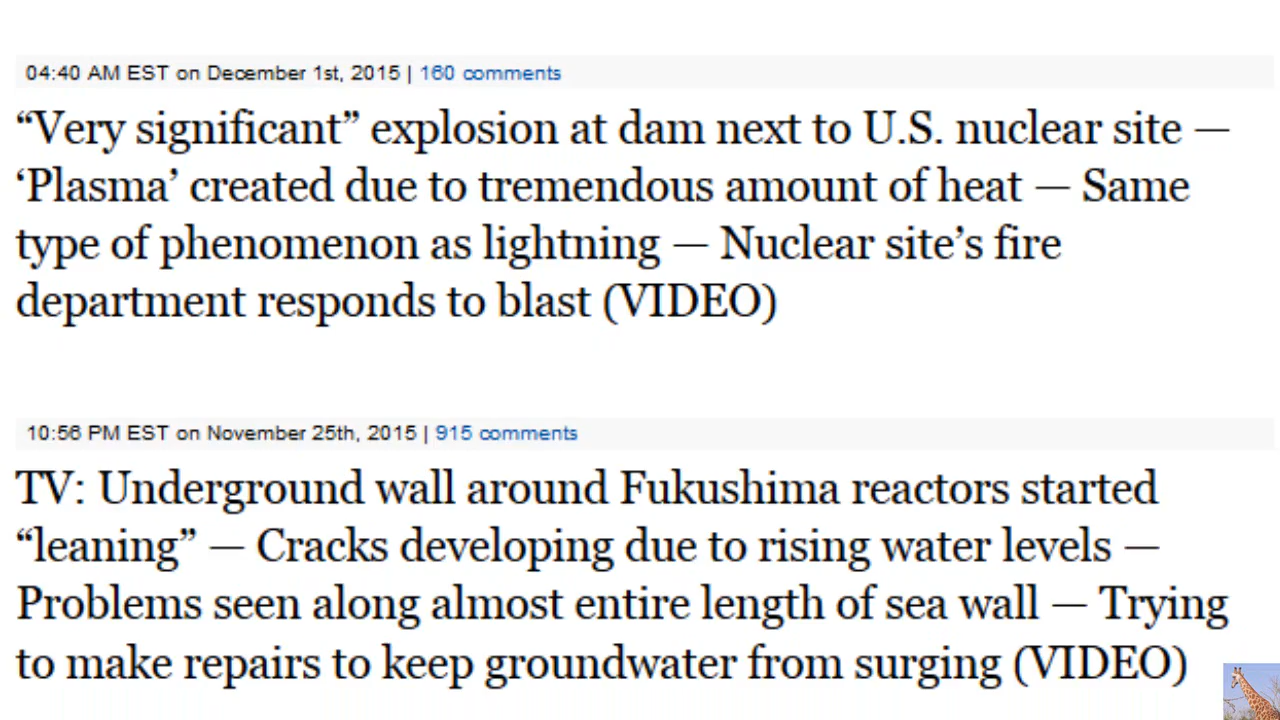 04:40 AM EST on December 1st, 2015 | 160 comments
“Very significant” explosion at dam next to U.S. nuclear site —
‘Plasma’ created due to tremendous amount of heat — Same
type of phenomenon as lightning — Nuclear site’s fire
department responds to blast (VIDEO)
10:56 PM EST on November 25th, 2015 | 915 comments
TV: Underground wall around Fukushima reactors started
“leaning” — Cracks developing due to rising water levels —
Problems seen along almost entire length of sea wall — Trying
to make repairs to keep groundwater from surging (VIDEO)